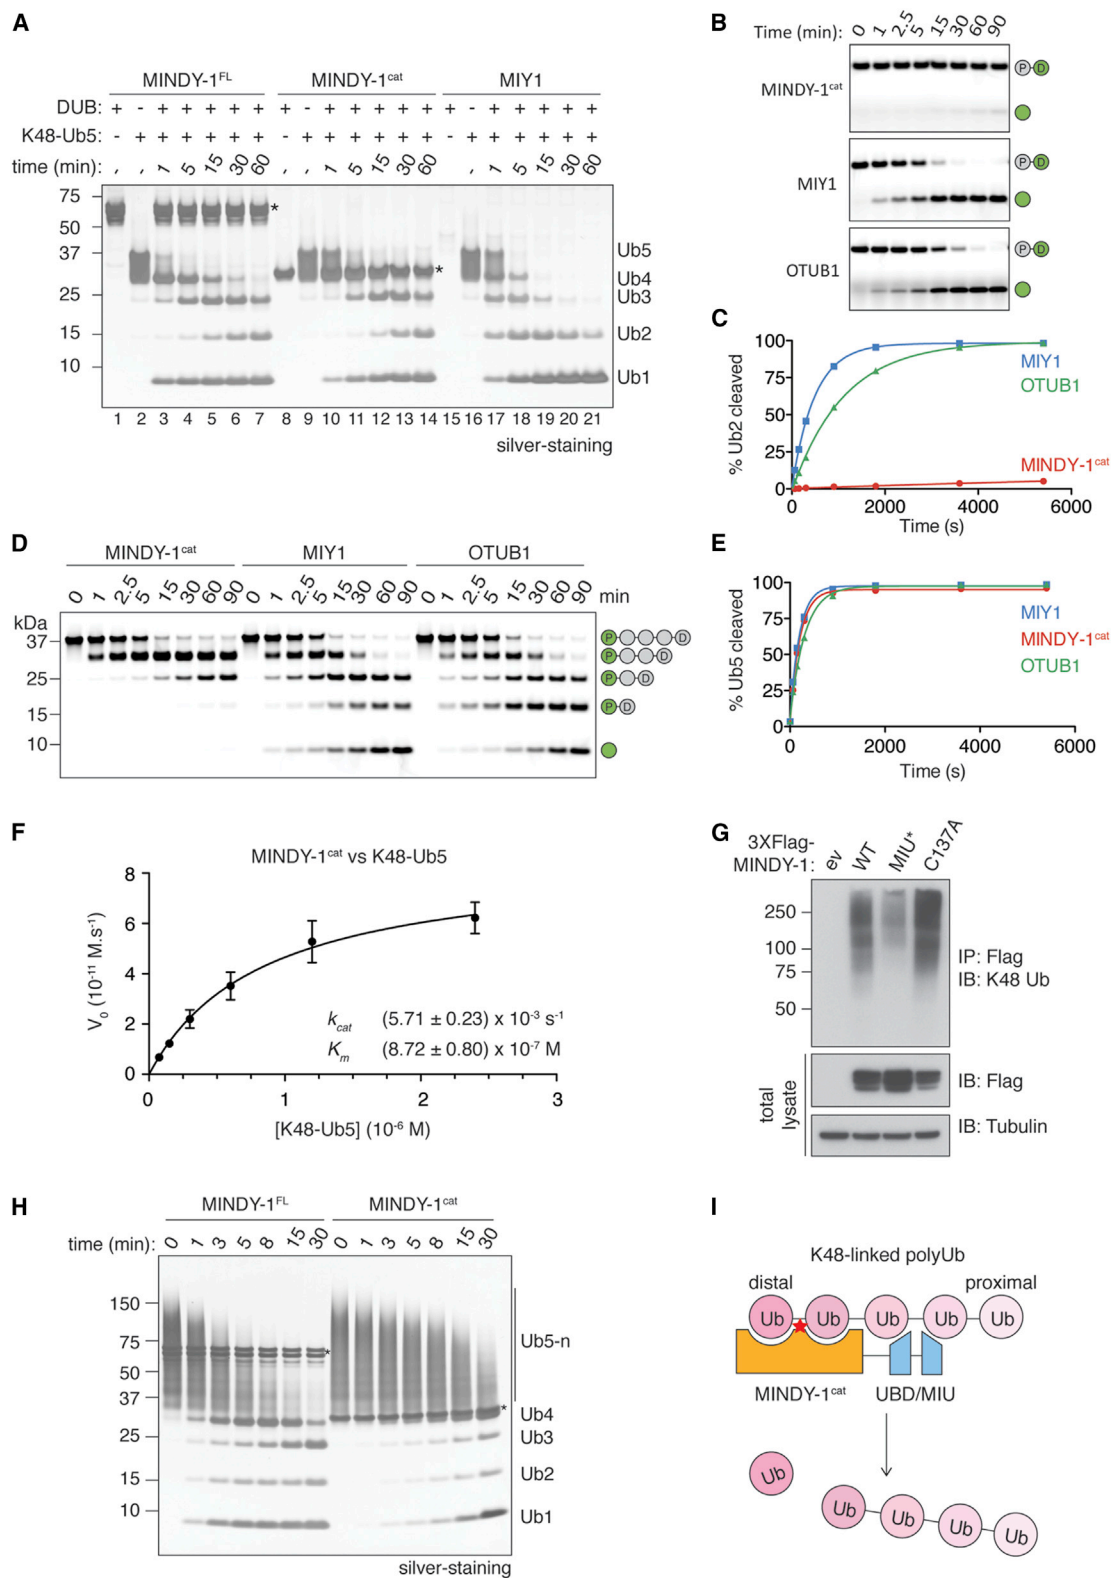 A
MINDY-1FL MINDY-1cat MIY1
DUB: + - + + + + + + - + + + + + + - + + + + +
K48-Ub5: - + + + + + + - + + + + + + - + + + + + +
time (min): - - 1 5 15 30 60 - - 1 5 15 30 60 - 1 5 15 30 60
75
50
37
25
15
10
*
*
Ub5
Ub4
Ub3
Ub2
Ub1
1 2 3 4 5 6 7 8 9 10 11 12 13 14 15 16 17 18 19 20 21
silver-staining
B
Time (min): 0 1 2.5 5 15 30 60 90
MINDY-1cat
P D
MIY1
P D
OTUB1
P D
C
% Ub2 cleaved
100
75
50
25
0
0 2000 4000 6000
Time (s)
MIY1
OTUB1
MINDY-1cat
D
MINDY-1cat MIY1 OTUB1
0 1 2.5 5 15 30 60 90 0 1 2.5 5 15 30 60 90 0 1 2.5 5 15 30 60 90 min
kDa
37
25
15
10
P D
P D
P D
P D
E
% Ub5 cleaved
100
75
50
25
0
0 2000 4000 6000
Time (s)
MIY1
MINDY-1cat
OTUB1
F
MINDY-1cat vs K48-Ub5
V0 (10-11 M.s-1)
8
6
4
2
0
kcat (5.71 ± 0.23) x 10-3 s-1
Km (8.72 ± 0.80) x 10-7 M
0 1 2 3
[K48-Ub5] (10-6 M)
G
3XFlag-
MINDY-1: ev WT MIU* C137A
250
100
75
50
IP: Flag
IB: K48 Ub
total
lysate
IB: Flag
IB: Tubulin
H
MINDY-1FL MINDY-1cat
time (min): 0 1 3 5 8 15 30 0 1 3 5 8 15 30
150
75
50
37
25
15
10
*
*
Ub5-n
Ub4
Ub3
Ub2
Ub1
silver-staining
I
K48-linked polyUb
distal proximal
Ub Ub Ub Ub Ub
MINDY-1cat UBD/MIU
Ub
Ub Ub Ub Ub